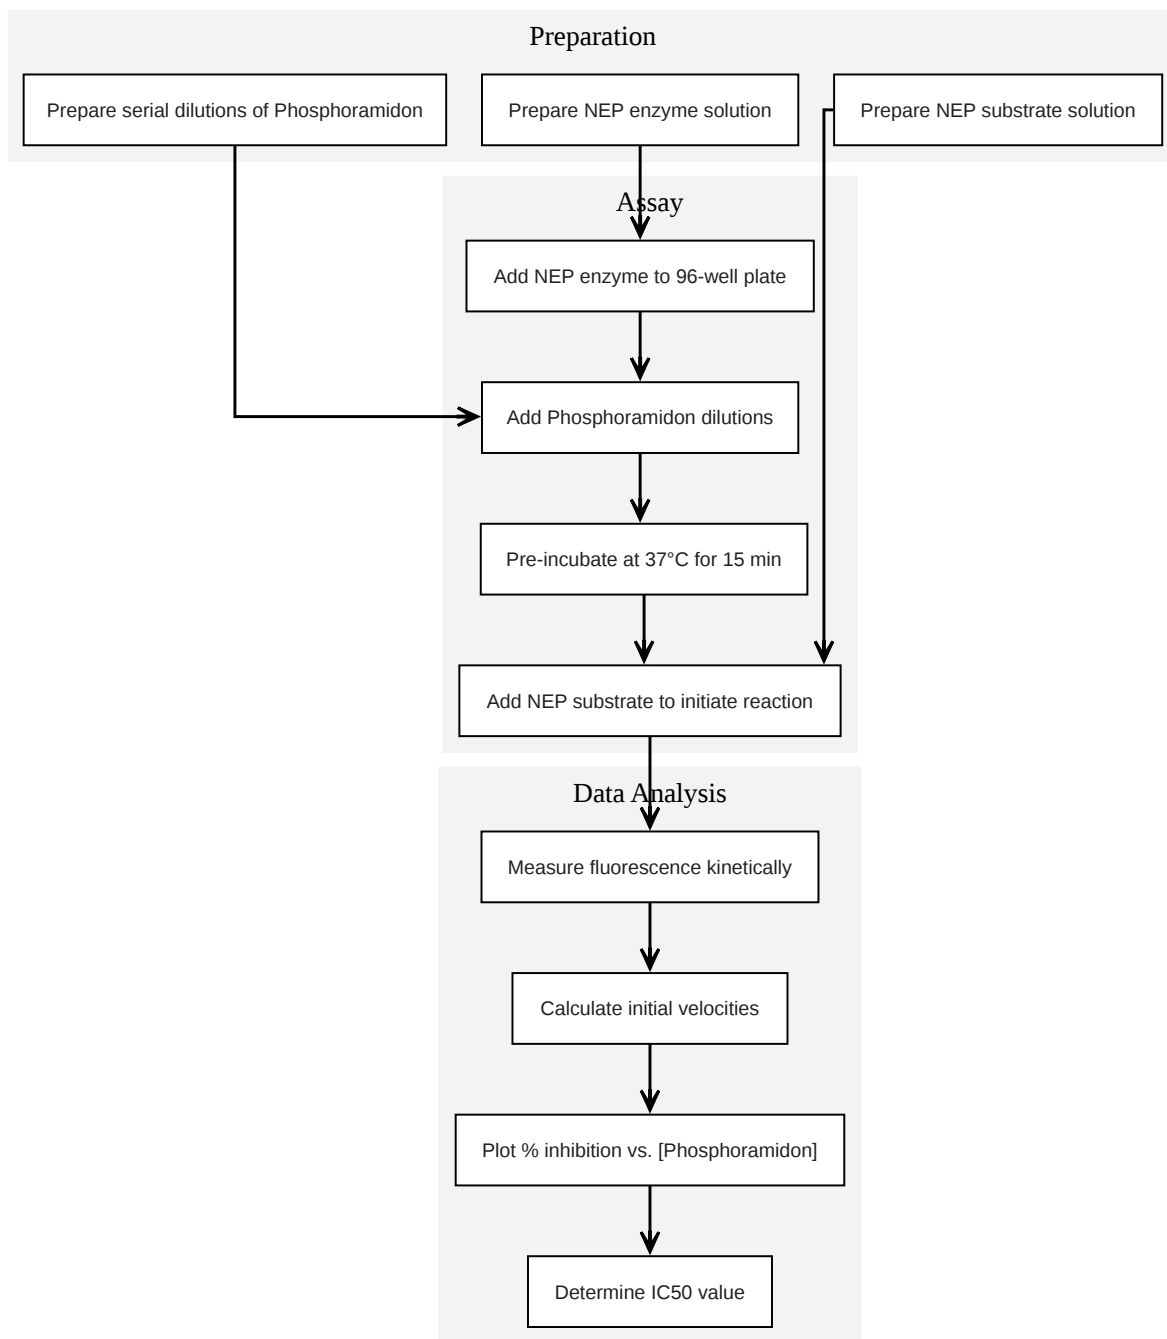 Preparation
Prepare serial dilutions of Phosphoramidon
Prepare NEP enzyme solution
Prepare NEP substrate solution
Assay
Add NEP enzyme to 96-well plate
Add Phosphoramidon dilutions
Pre-incubate at 37°C for 15 min
Add NEP substrate to initiate reaction
Data Analysis
Measure fluorescence kinetically
Calculate initial velocities
Plot % inhibition vs. [Phosphoramidon]
Determine IC50 value